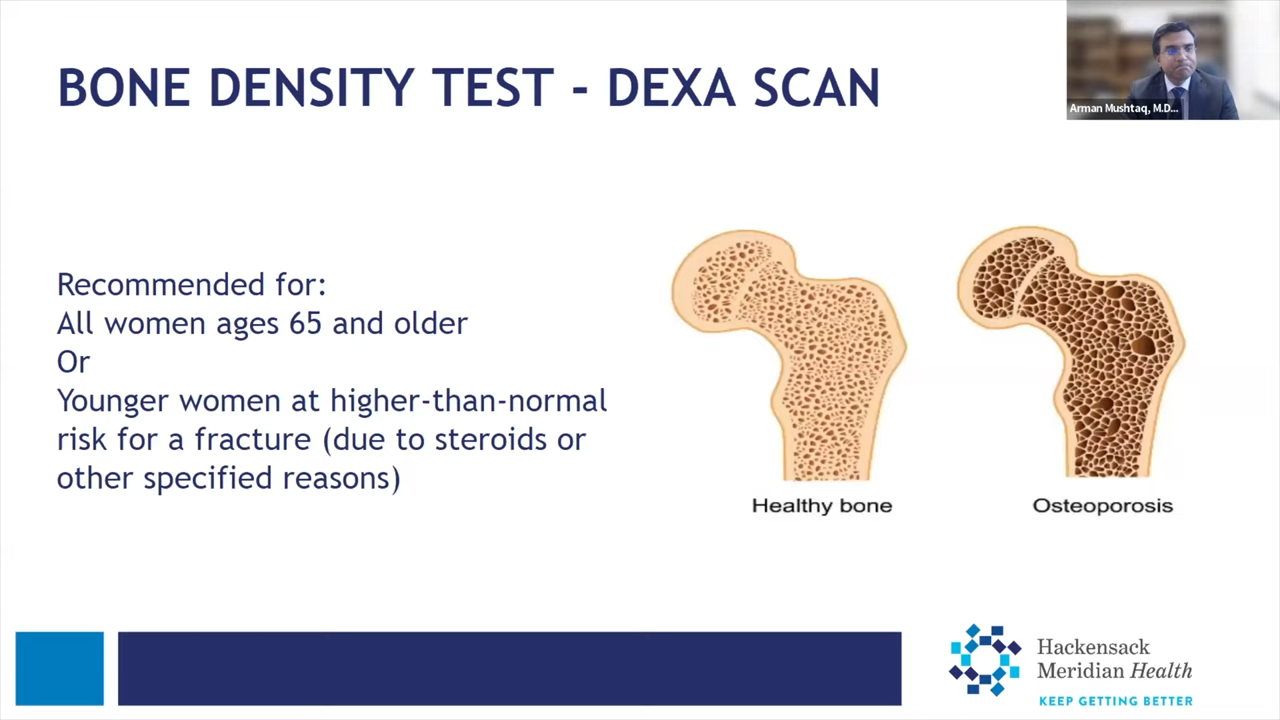 BONE DENSITY TEST - DEXA SCAN
Arman Mushtaq, M.D...
Recommended for:
All women ages 65 and older
Or
Younger women at higher-than-normal
risk for a fracture (due to steroids or
other specified reasons)
Healthy bone
Osteoporosis
Hackensack
Meridian Health
KEEP GETTING BETTER